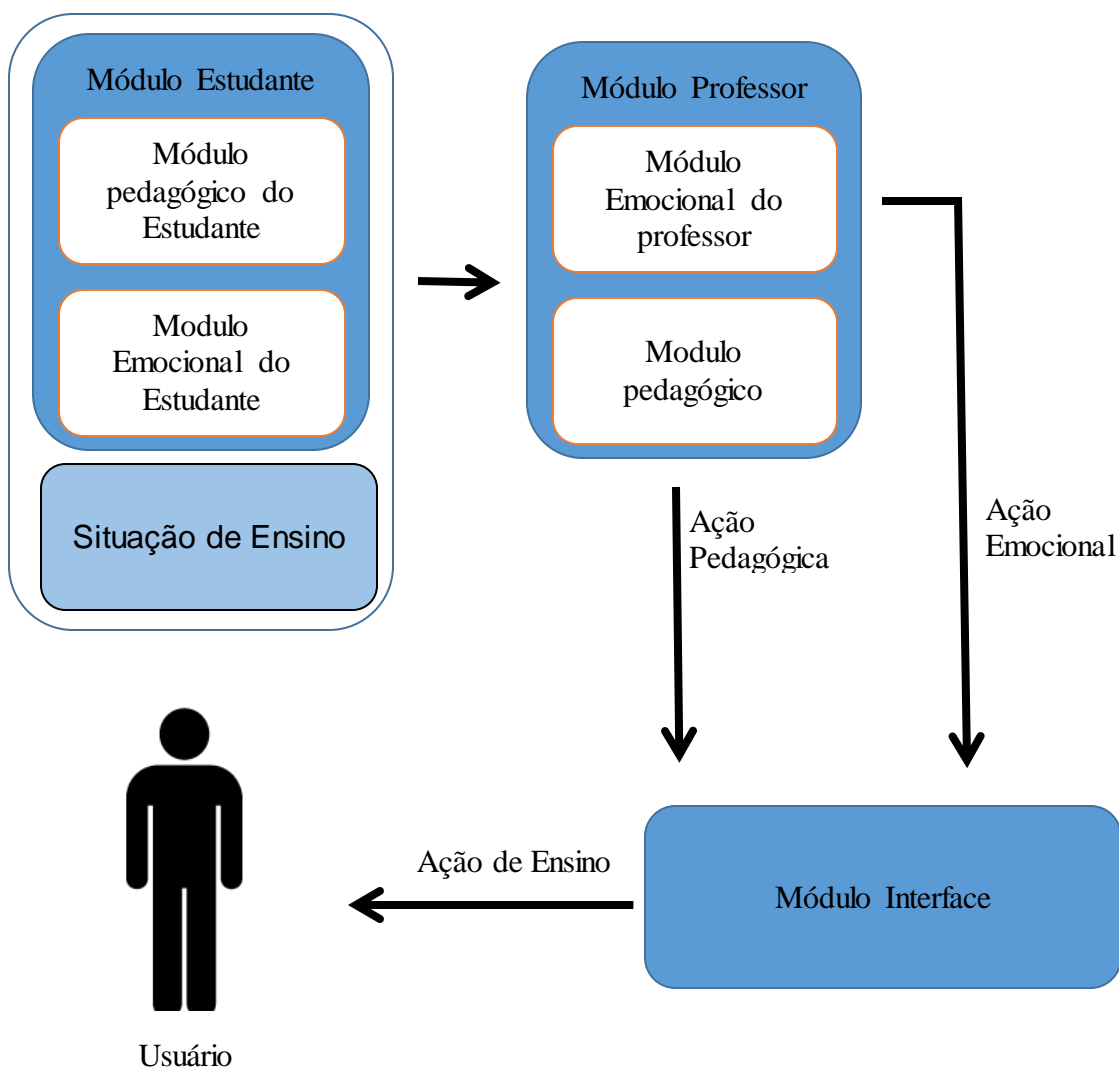 Módulo Estudante
Módulo
pedagógico do
Estudante
Modulo
Emocional do
Estudante
Situação de Ensino
Módulo Professor
Módulo
Emocional do
professor
Modulo
pedagógico
Ação
Pedagógica
Ação
Emocional
Ação de Ensino
Módulo Interface
Usuário